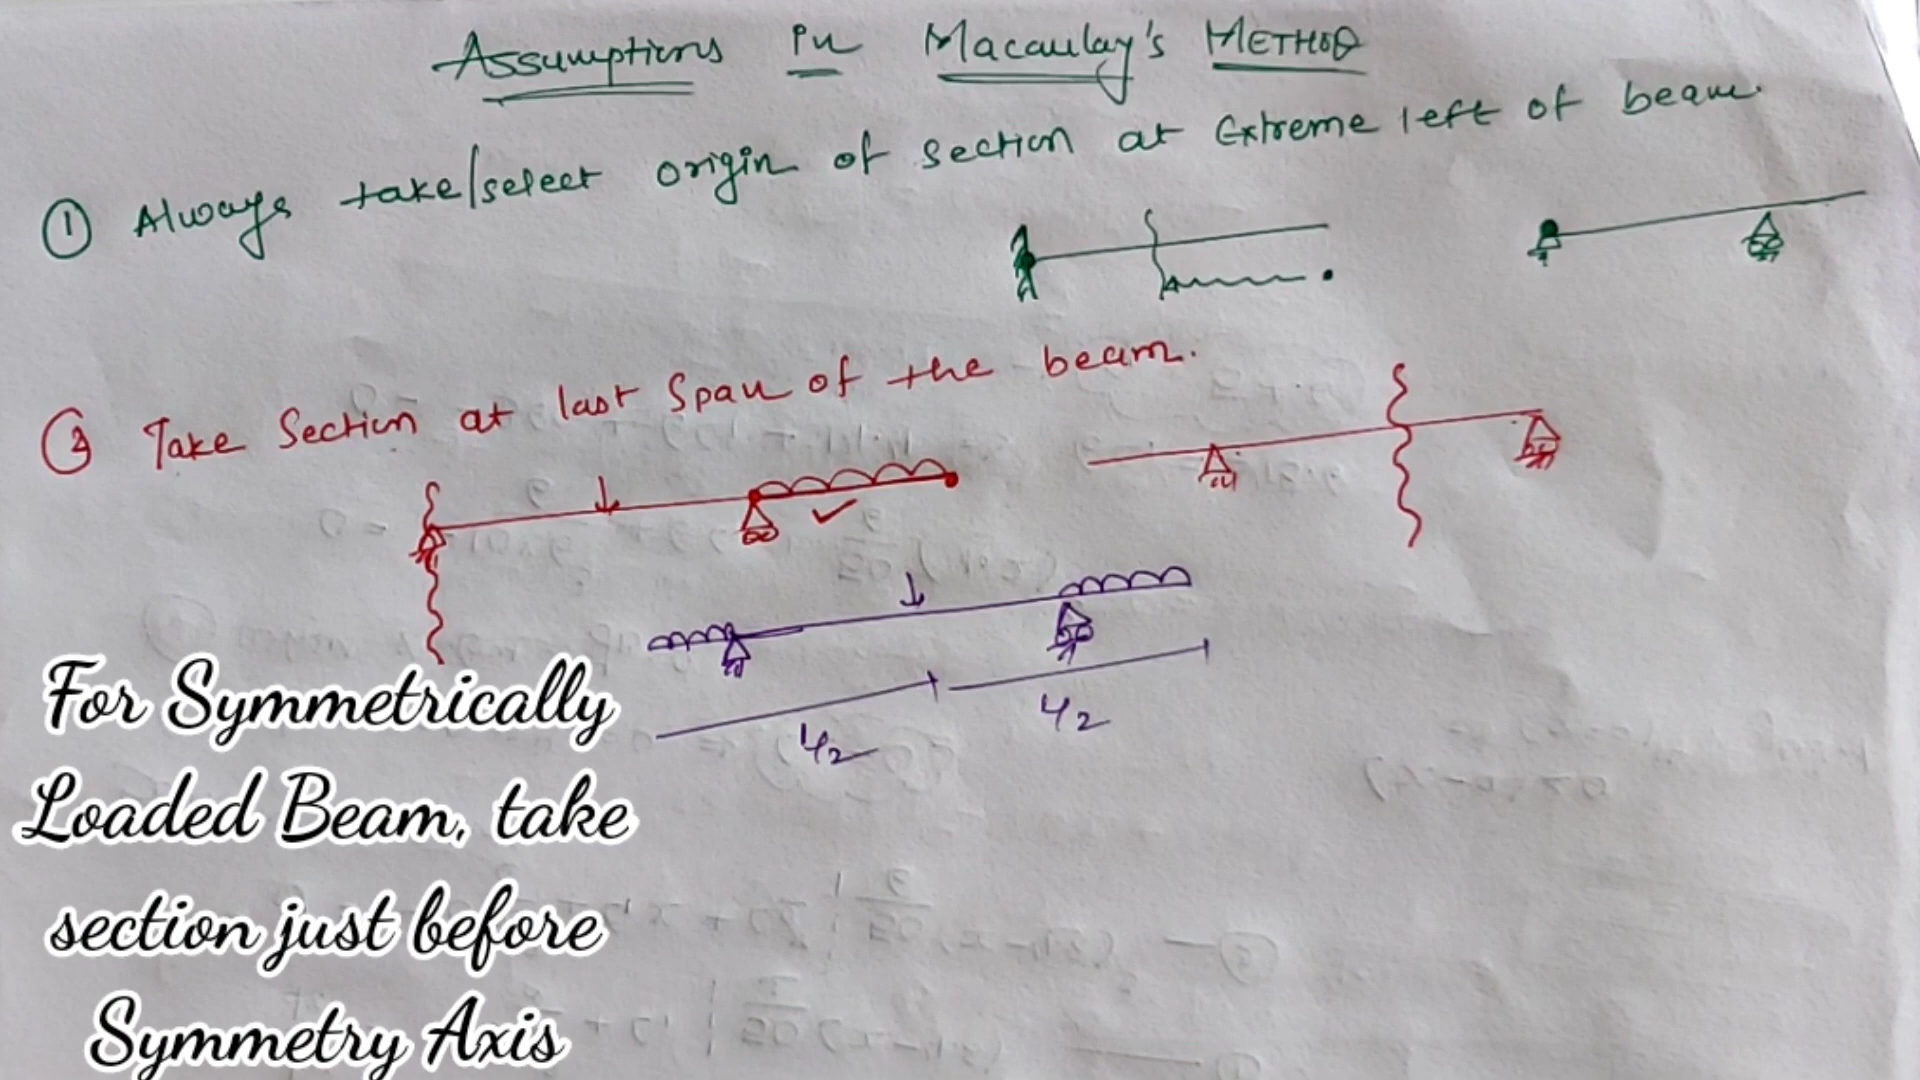 Assumptions in Macaulay's METHOD
① Always take/select origin of section at Extreme left of beam.
② Take Section at last Span of the beam.
L/2
L/2
For Symmetrically
Loaded Beam, take
section just before
Symmetry Axis